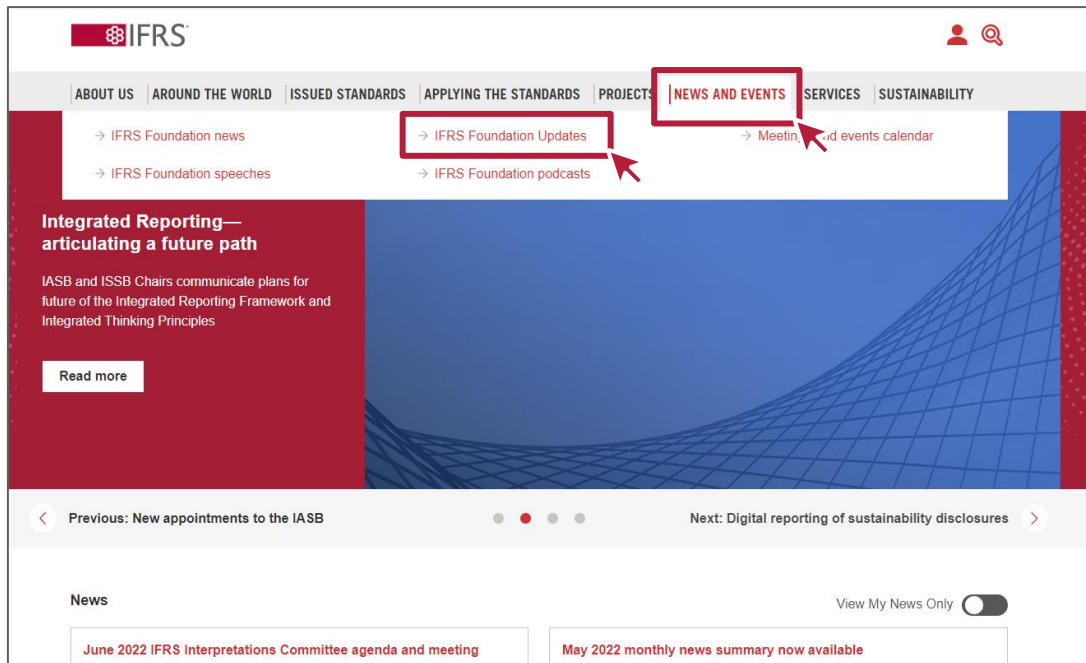 IFRS
ABOUT US AROUND THE WORLD ISSUED STANDARDS APPLYING THE STANDARDS PROJECTS NEWS AND EVENTS SERVICES SUSTAINABILITY
→ IFRS Foundation news → IFRS Foundation Updates → and events calendar
→ IFRS Foundation speeches → IFRS Foundation podcasts
Integrated Reporting—
articulating a future path
IASB and ISSB Chairs communicate plans for
future of the Integrated Reporting Framework and
Integrated Thinking Principles
Read more
Previous: New appointments to the IASB Next: Digital reporting of sustainability disclosures
News View My News Only
June 2022 IFRS Interpretations Committee agenda and meeting May 2022 monthly news summary now available